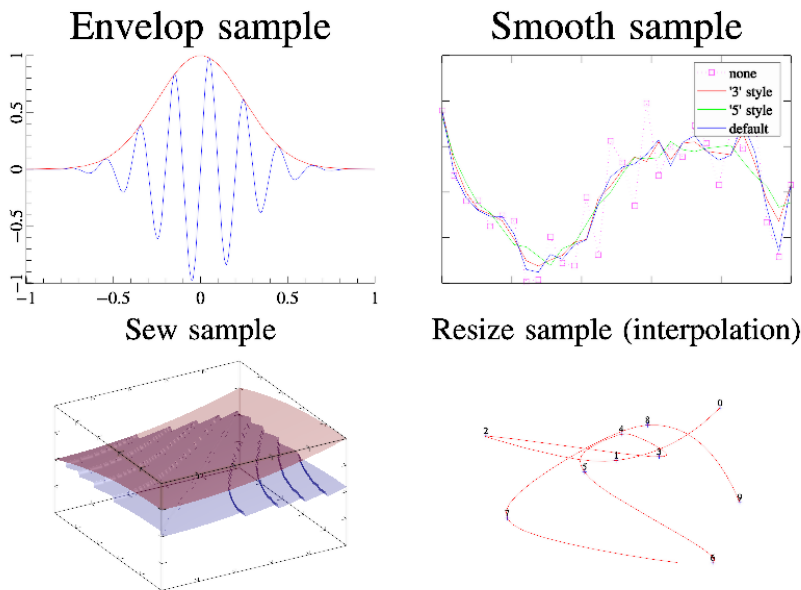 Envelop sample
Smooth sample
1
0.5
0
−0.5
−1
−1
−0.5
0
0.5
1
none
'3' style
'5' style
default
Sew sample
Resize sample (interpolation)
0
2
4
8
1
3
5
7
9
6